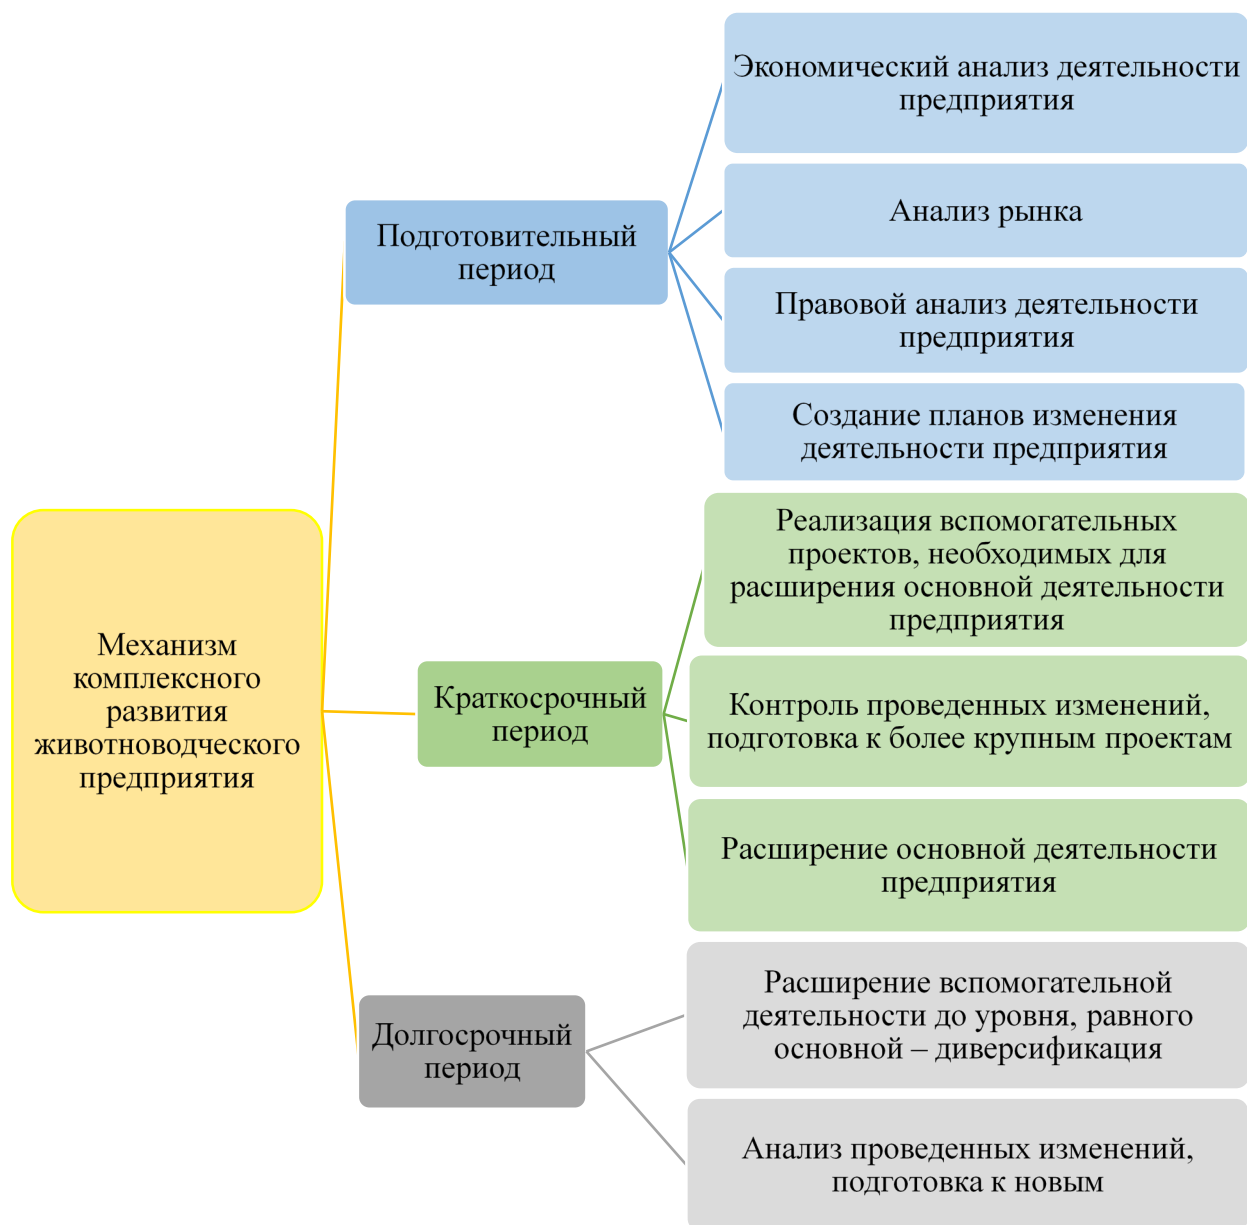 Механизм
комплексного
развития
животноводческого
предприятия
Подготовительный
период
Экономический анализ деятельности
предприятия
Анализ рынка
Правовой анализ деятельности
предприятия
Создание планов изменения
деятельности предприятия
Краткосрочный
период
Реализация вспомогательных
проектов, необходимых для
расширения основной деятельности
предприятия
Контроль проведенных изменений,
подготовка к более крупным проектам
Расширение основной деятельности
предприятия
Долгосрочный
период
Расширение вспомогательной
деятельности до уровня, равного
основной – диверсификация
Анализ проведенных изменений,
подготовка к новым